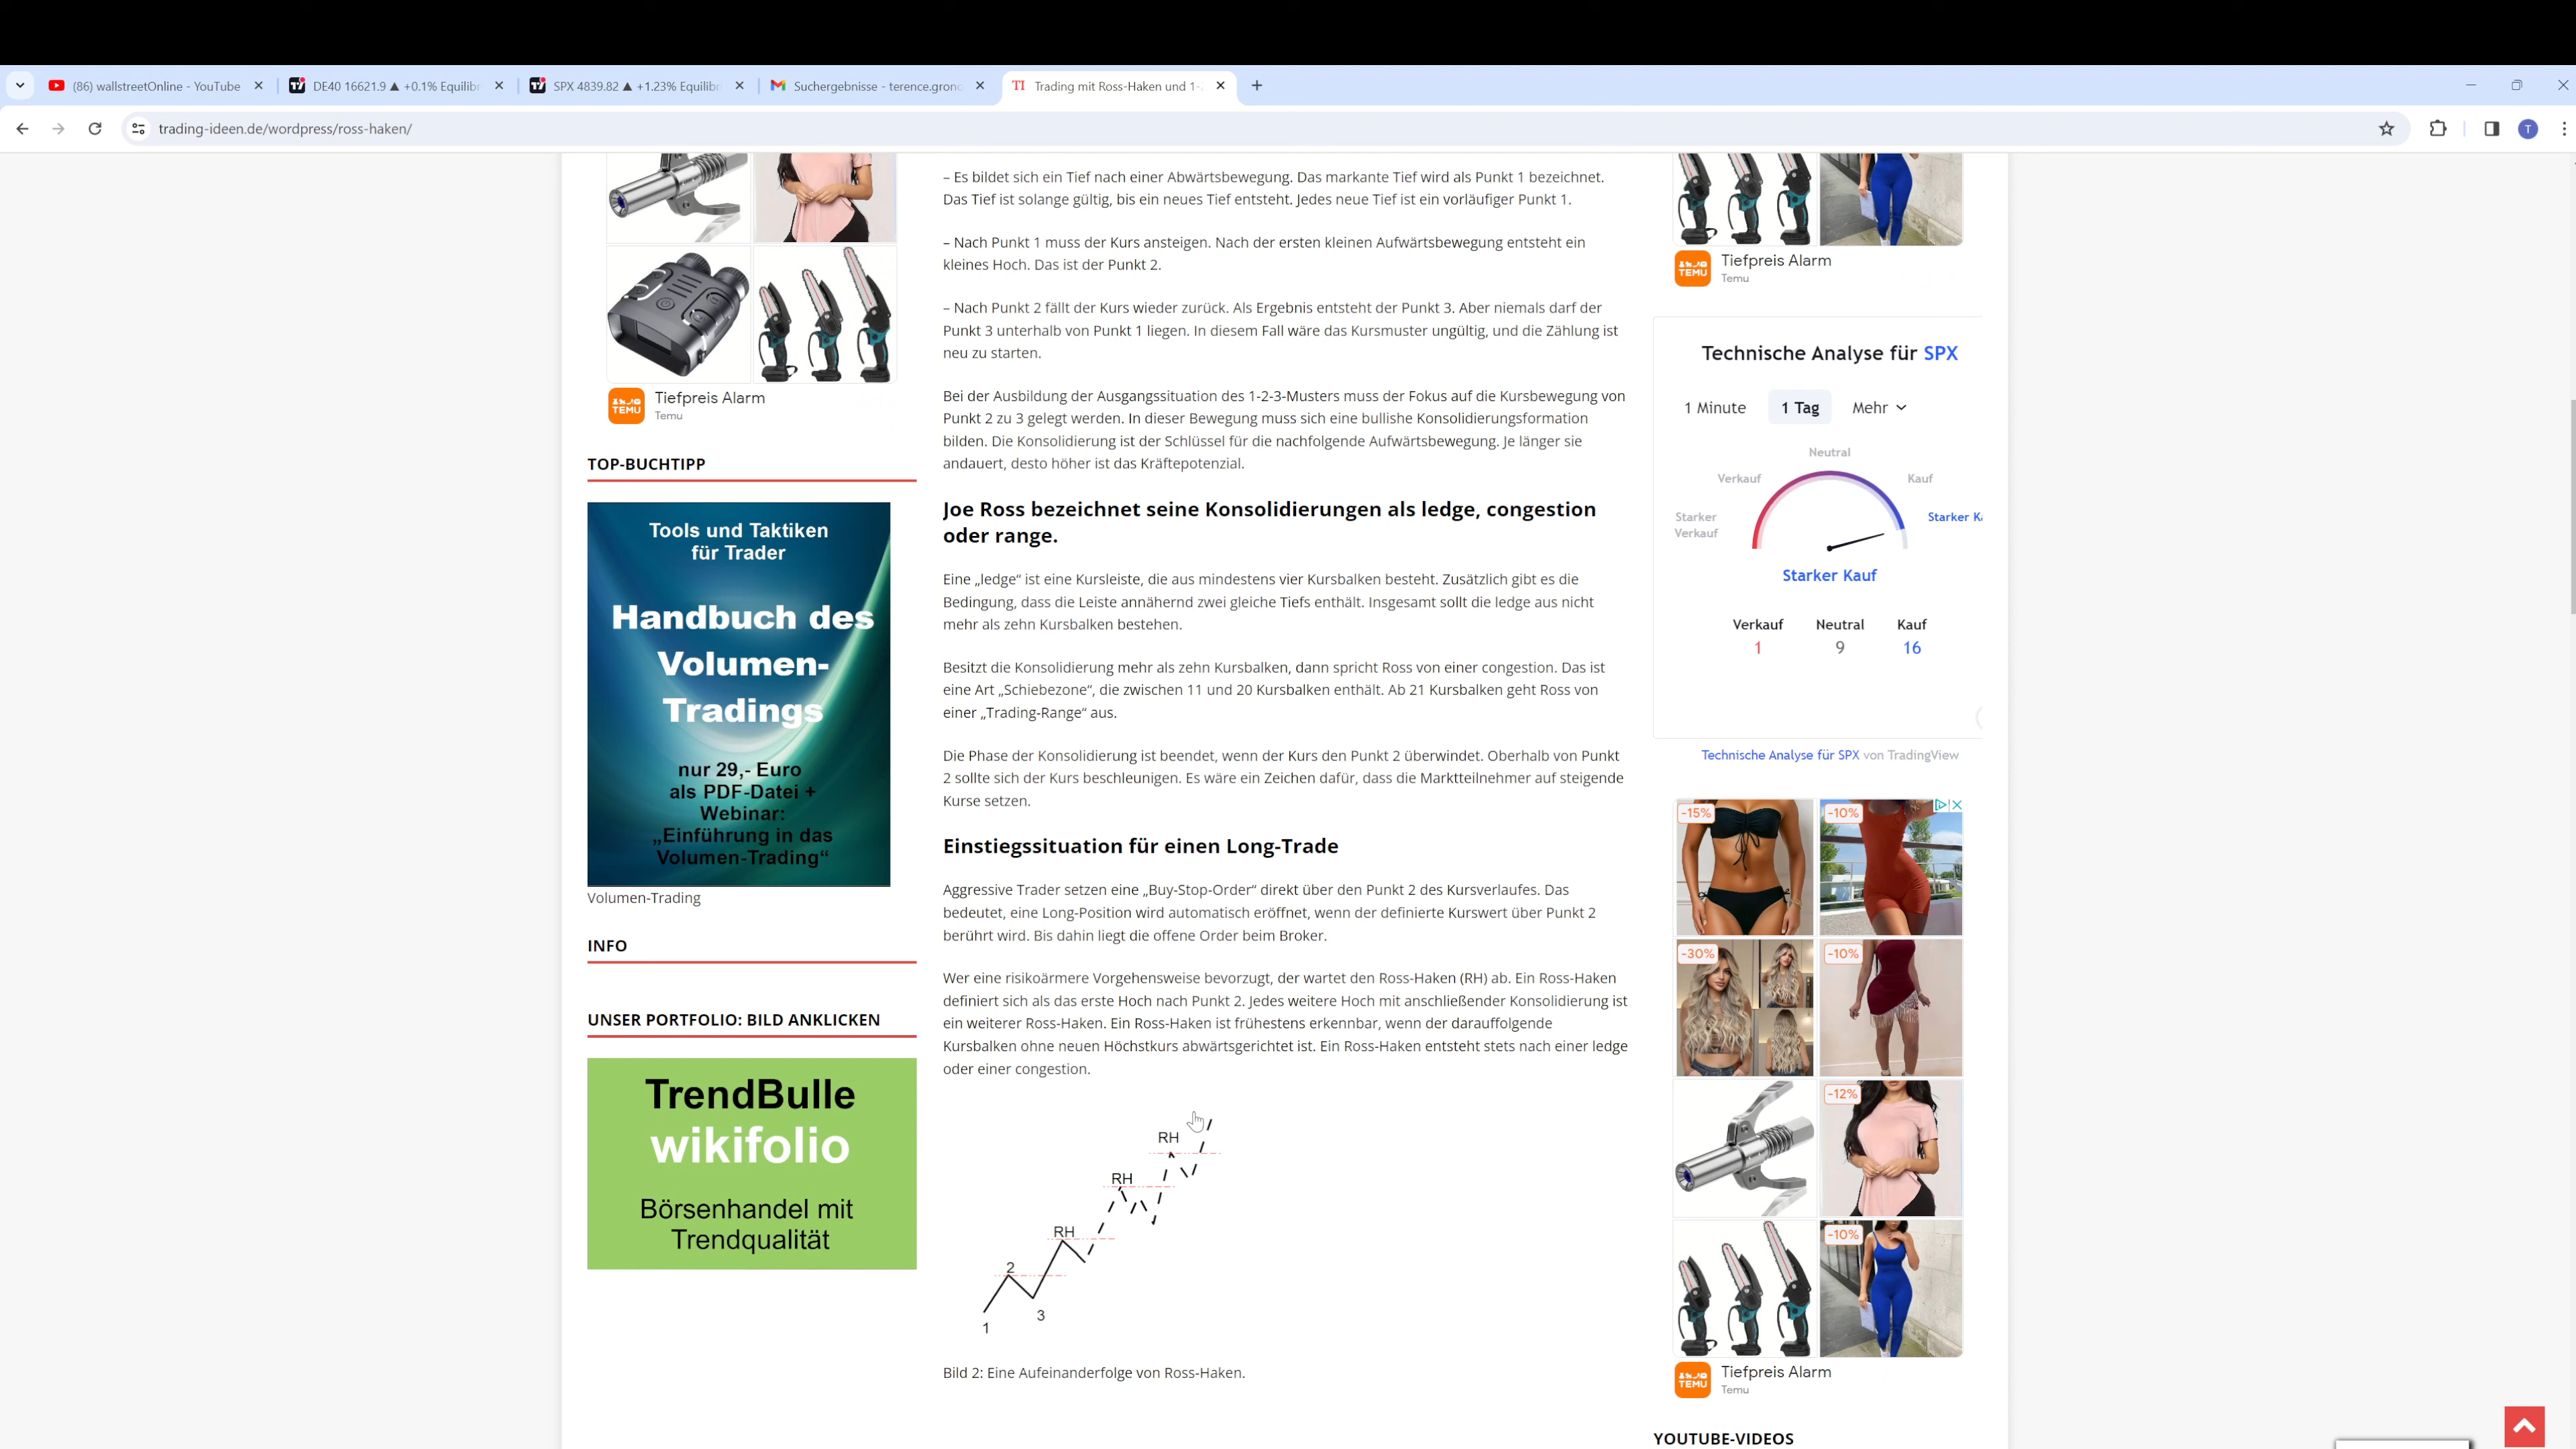 (86) wallstreetOnline - YouTube
DE40 16621.9 ▲ +0.1% Equilibr
SPX 4839.82 ▲ +1.23% Equilibr
Suchergebnisse - terence.gron
TI Trading mit Ross-Haken und 1-
trading-ideen.de/wordpress/ross-haken/
T
TEMU
Tiefpreis Alarm
Temu
TOP-BUCHTIPP
Tools und Taktiken
für Trader
Handbuch des
Volumen-
Tradings
nur 29,- Euro
als PDF-Datei +
Webinar:
„Einführung in das
Volumen-Trading“
Volumen-Trading
INFO
UNSER PORTFOLIO: BILD ANKLICKEN
TrendBulle
wikifolio
Börsenhandel mit
Trendqualität
– Es bildet sich ein Tief nach einer Abwärtsbewegung. Das markante Tief wird als Punkt 1 bezeichnet.
Das Tief ist solange gültig, bis ein neues Tief entsteht. Jedes neue Tief ist ein vorläufiger Punkt 1.
– Nach Punkt 1 muss der Kurs ansteigen. Nach der ersten kleinen Aufwärtsbewegung entsteht ein
kleines Hoch. Das ist der Punkt 2.
– Nach Punkt 2 fällt der Kurs wieder zurück. Als Ergebnis entsteht der Punkt 3. Aber niemals darf der
Punkt 3 unterhalb von Punkt 1 liegen. In diesem Fall wäre das Kursmuster ungültig, und die Zählung ist
neu zu starten.
Bei der Ausbildung der Ausgangssituation des 1-2-3-Musters muss der Fokus auf die Kursbewegung von
Punkt 2 zu 3 gelegt werden. In dieser Bewegung muss sich eine bullishe Konsolidierungsformation
bilden. Die Konsolidierung ist der Schlüssel für die nachfolgende Aufwärtsbewegung. Je länger sie
andauert, desto höher ist das Kräftepotenzial.
Joe Ross bezeichnet seine Konsolidierungen als ledge, congestion
oder range.
Eine „ledge“ ist eine Kursleiste, die aus mindestens vier Kursbalken besteht. Zusätzlich gibt es die
Bedingung, dass die Leiste annähernd zwei gleiche Tiefs enthält. Insgesamt sollt die ledge aus nicht
mehr als zehn Kursbalken bestehen.
Besitzt die Konsolidierung mehr als zehn Kursbalken, dann spricht Ross von einer congestion. Das ist
eine Art „Schiebezone“, die zwischen 11 und 20 Kursbalken enthält. Ab 21 Kursbalken geht Ross von
einer „Trading-Range“ aus.
Die Phase der Konsolidierung ist beendet, wenn der Kurs den Punkt 2 überwindet. Oberhalb von Punkt
2 sollte sich der Kurs beschleunigen. Es wäre ein Zeichen dafür, dass die Marktteilnehmer auf steigende
Kurse setzen.
Einstiegssituation für einen Long-Trade
Aggressive Trader setzen eine „Buy-Stop-Order“ direkt über den Punkt 2 des Kursverlaufes. Das
bedeutet, eine Long-Position wird automatisch eröffnet, wenn der definierte Kurswert über Punkt 2
berührt wird. Bis dahin liegt die offene Order beim Broker.
Wer eine risikoärmere Vorgehensweise bevorzugt, der wartet den Ross-Haken (RH) ab. Ein Ross-Haken
definiert sich als das erste Hoch nach Punkt 2. Jedes weitere Hoch mit anschließender Konsolidierung ist
ein weiterer Ross-Haken. Ein Ross-Haken ist frühestens erkennbar, wenn der darauffolgende
Kursbalken ohne neuen Höchstkurs abwärtsgerichtet ist. Ein Ross-Haken entsteht stets nach einer ledge
oder einer congestion.
RH
RH
RH
2
3
1
Bild 2: Eine Aufeinanderfolge von Ross-Haken.
TEMU
Tiefpreis Alarm
Temu
Technische Analyse für SPX
1 Minute 1 Tag Mehr
Neutral
Verkauf Kauf
Starker
Verkauf
Starker K
Starker Kauf
Verkauf Neutral Kauf
1 9 16
Technische Analyse für SPX von TradingView
-15% -10%
-30% -10%
-12%
-10%
TEMU
Tiefpreis Alarm
Temu
YOUTUBE-VIDEOS